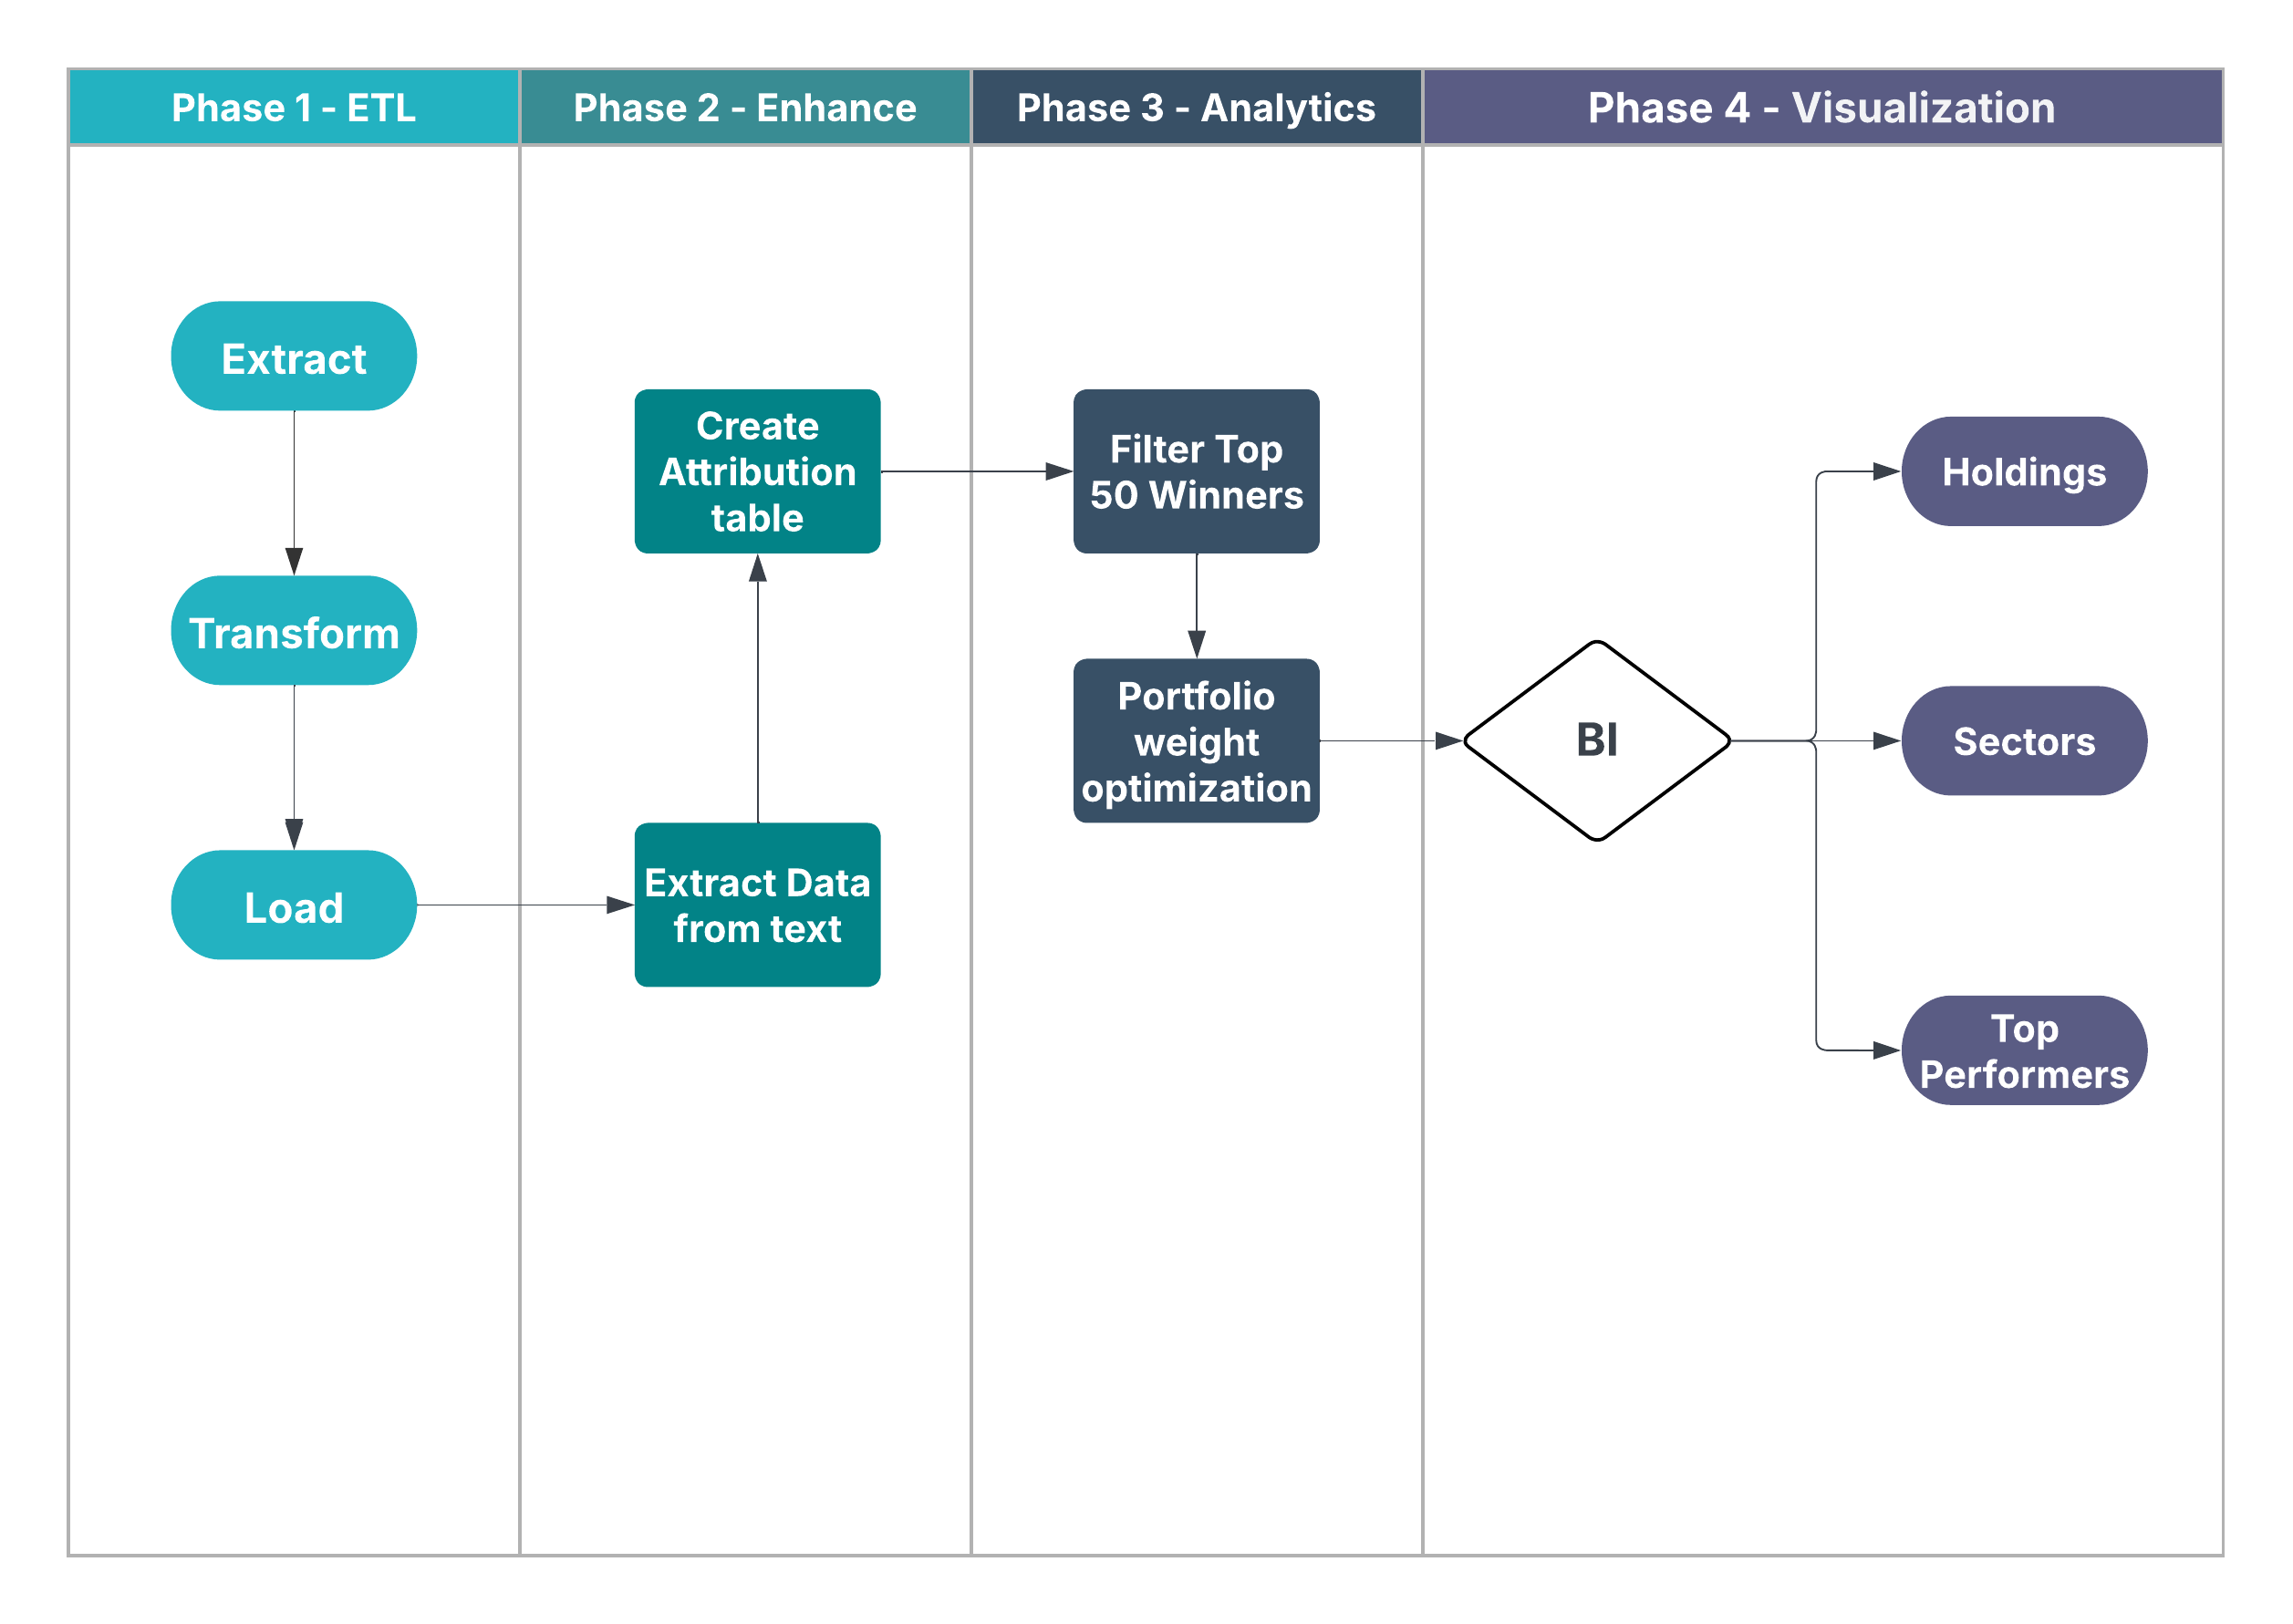 Phase 1 - ETL
Phase 2 - Enhance
Phase 3 - Analytics
Phase 4 - Visualization
Extract
Transform
Load
Create
Attribution
table
Extract Data
from text
Filter Top
50 Winners
Portfolio
weight
optimization
BI
Holdings
Sectors
Top
Performers